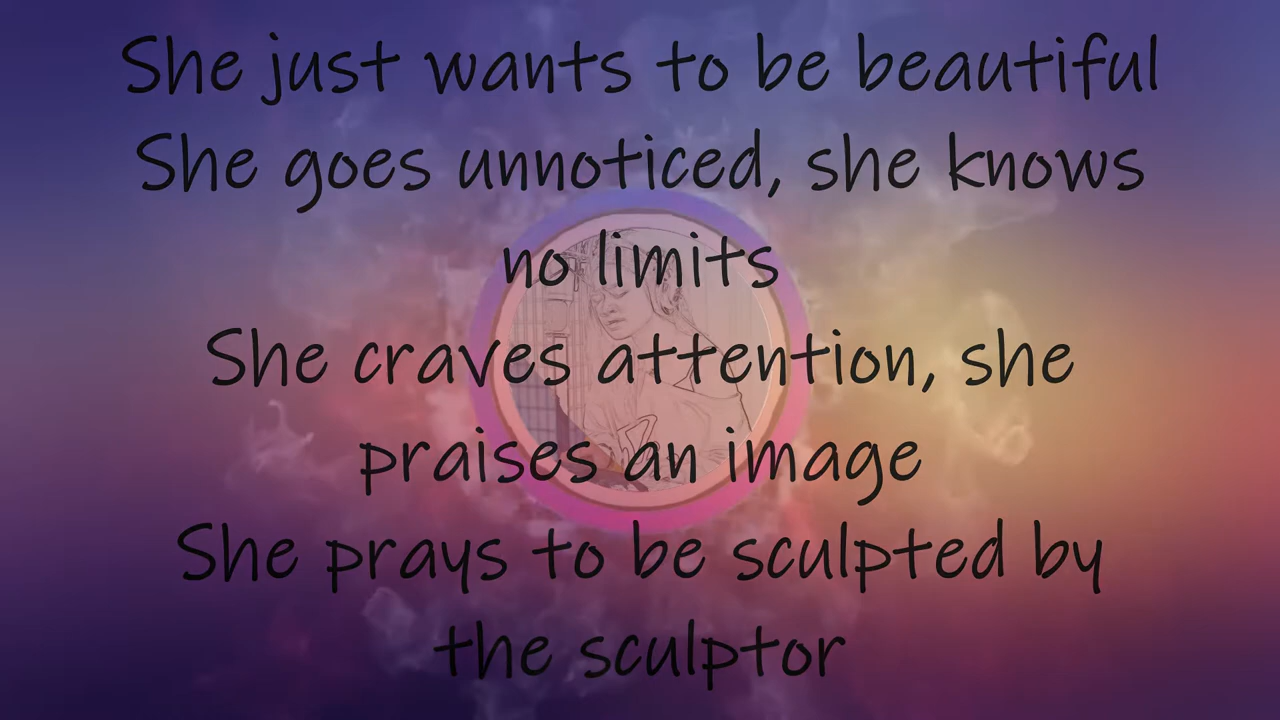 She just wants to be beautiful
She goes unnoticed, she knows
no limits
She craves attention, she
praises an image
She prays to be sculpted by
the sculptor